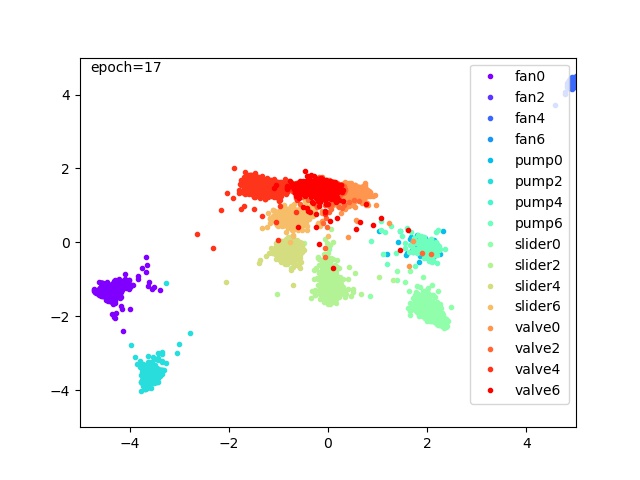 epoch=17
4
2
0
−2
−4
−4
−2
0
2
4
fan0
fan2
fan4
fan6
pump0
pump2
pump4
pump6
slider0
slider2
slider4
slider6
valve0
valve2
valve4
valve6